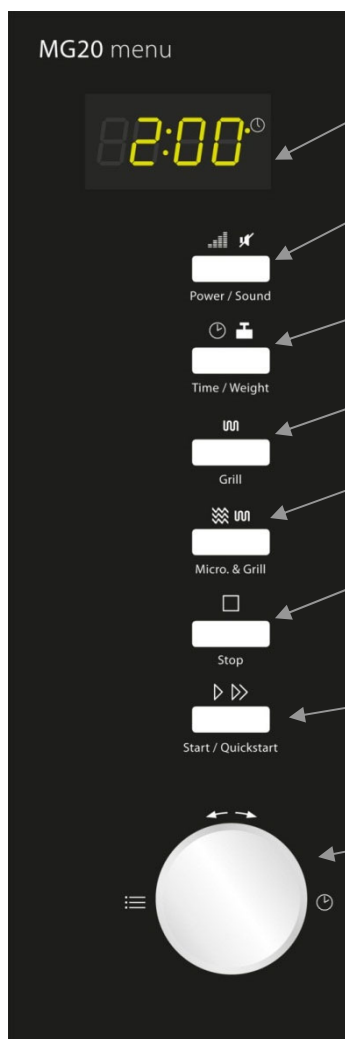 MG20 menu
2:00
Power / Sound
Time / Weight
Grill
Micro. & Grill
Stop
Start / Quickstart